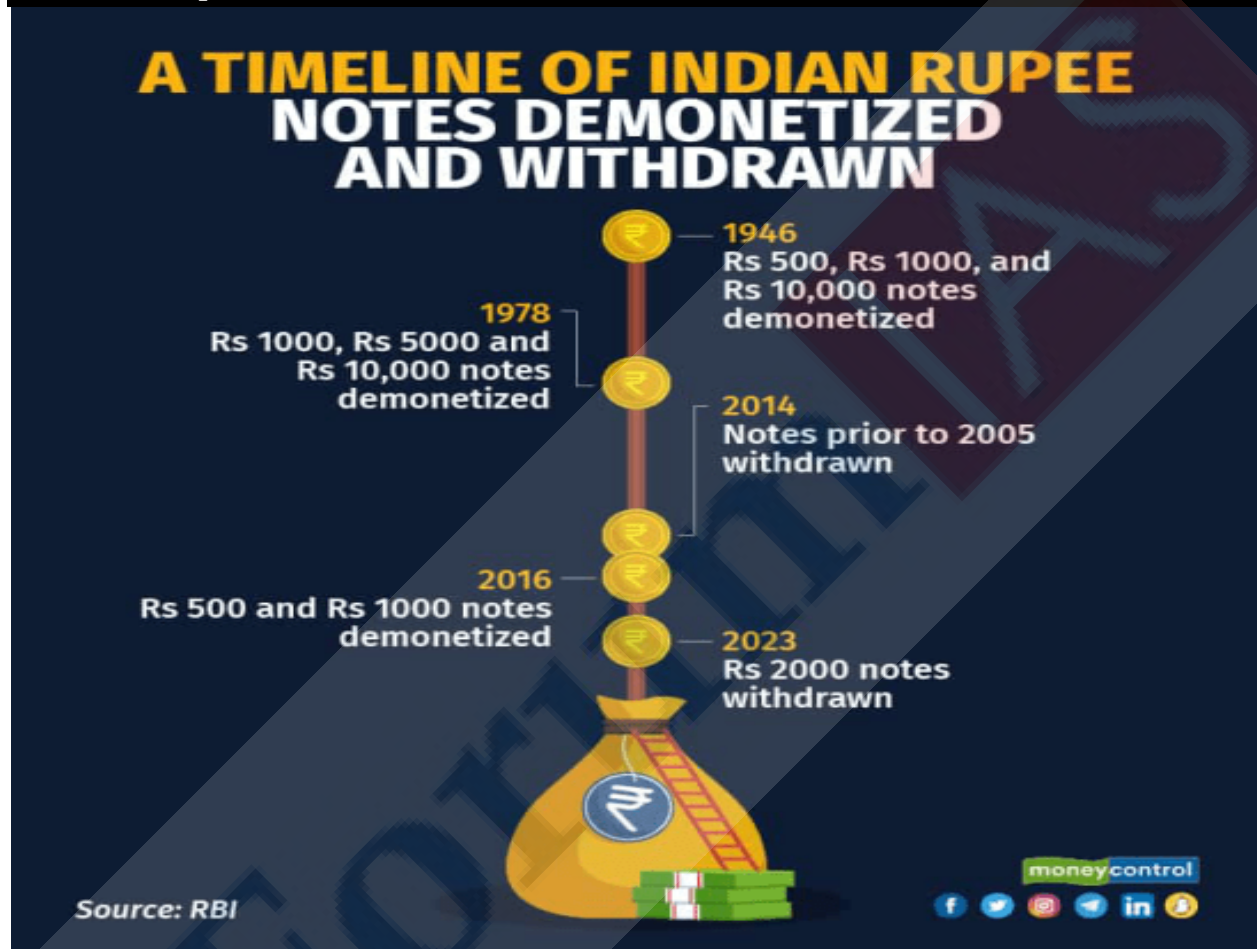 A TIMELINE OF INDIAN RUPEE
NOTES DEMONETIZED
AND WITHDRAWN
1946
Rs 500, Rs 1000, and
Rs 10,000 notes
demonetized
1978
Rs 1000, Rs 5000 and
Rs 10,000 notes
demonetized
2014
Notes prior to 2005
withdrawn
2016
Rs 500 and Rs 1000 notes
demonetized
2023
Rs 2000 notes
withdrawn
Source: RBI
moneycontrol
ForumIAS